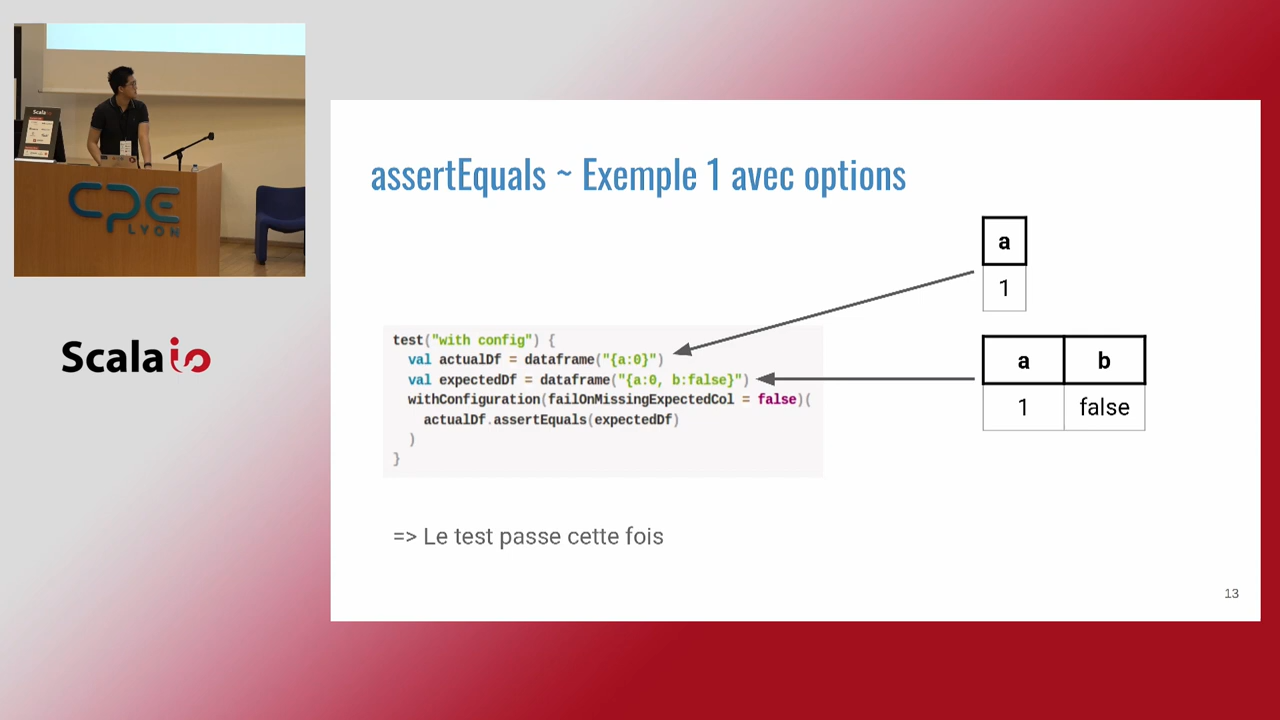 Scala
CPE
LYON
Scalaio
assertEquals ~ Exemple 1 avec options
a
1
a b
1 false
test("with config") {
val actualDf = dataframe("{a:0}")
val expectedDf = dataframe("{a:0, b:false}")
withConfiguration(failOnMissingExpectedCol = false)(
actualDf.assertEquals(expectedDf)
)
}
=> Le test passe cette fois
13